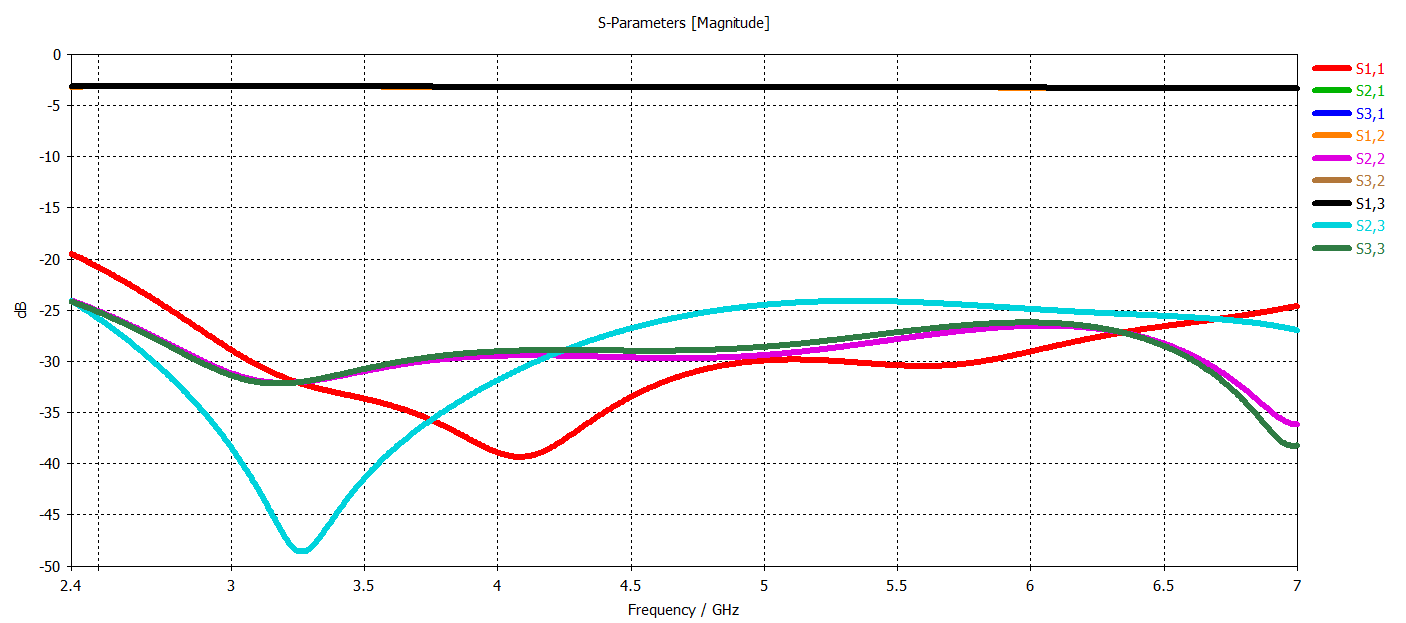 S-Parameters [Magnitude]
0
-5
-10
-15
-20
-25
-30
-35
-40
-45
-50
dB
2.4
3
3.5
4
4.5
5
5.5
6
6.5
7
Frequency / GHz
S1,1
S2,1
S3,1
S1,2
S2,2
S3,2
S1,3
S2,3
S3,3